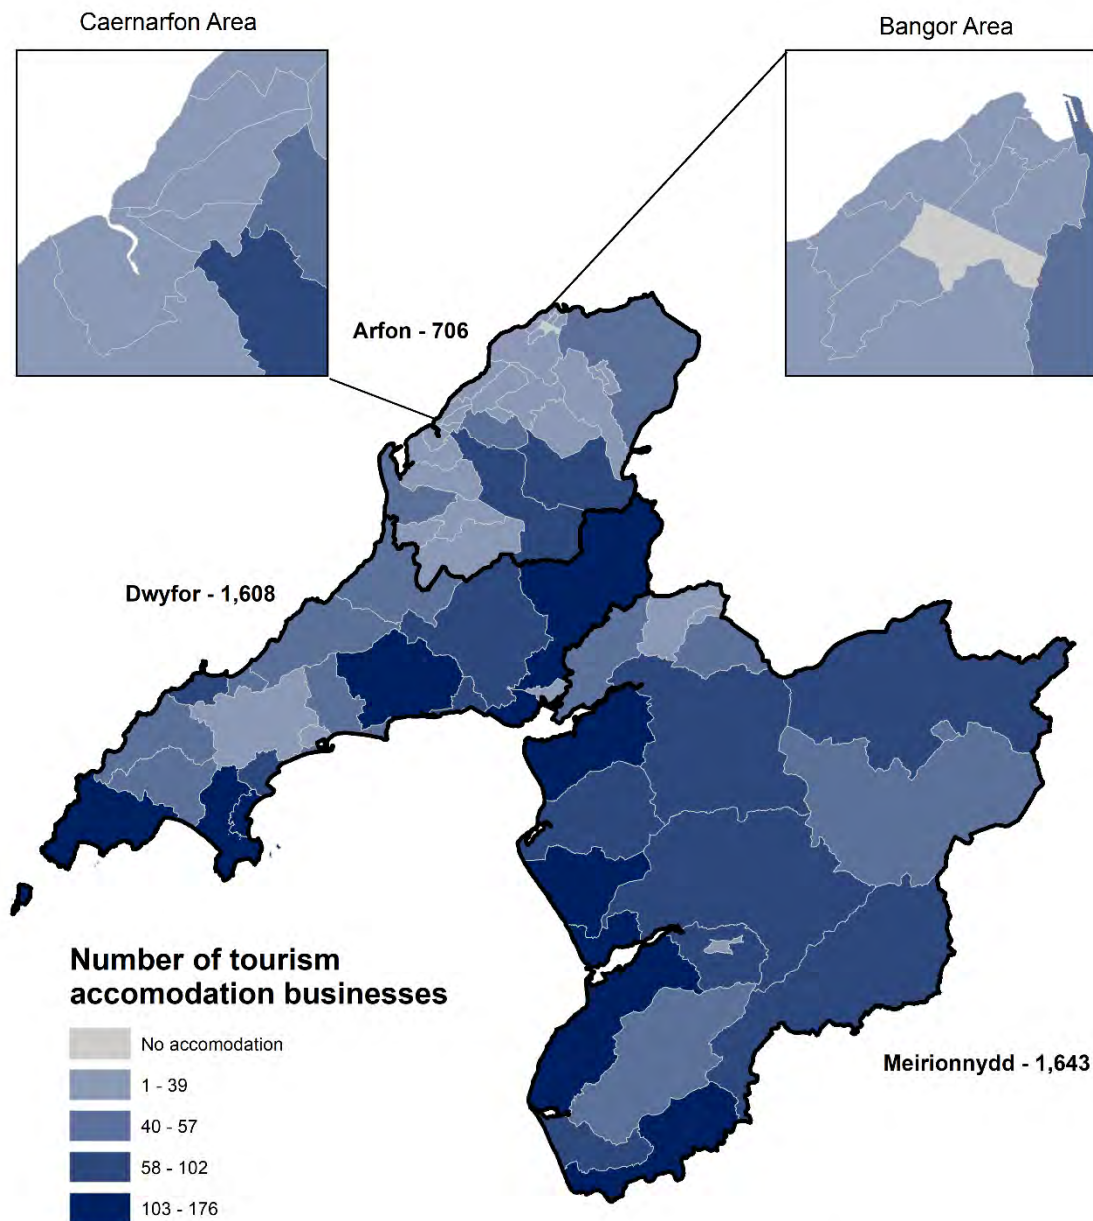 Caernarfon Area
Bangor Area
Arfon - 706
Dwyfor - 1,608
Meirionnydd - 1,643
Number of tourism
accomodation businesses
No accomodation
1 - 39
40 - 57
58 - 102
103 - 176